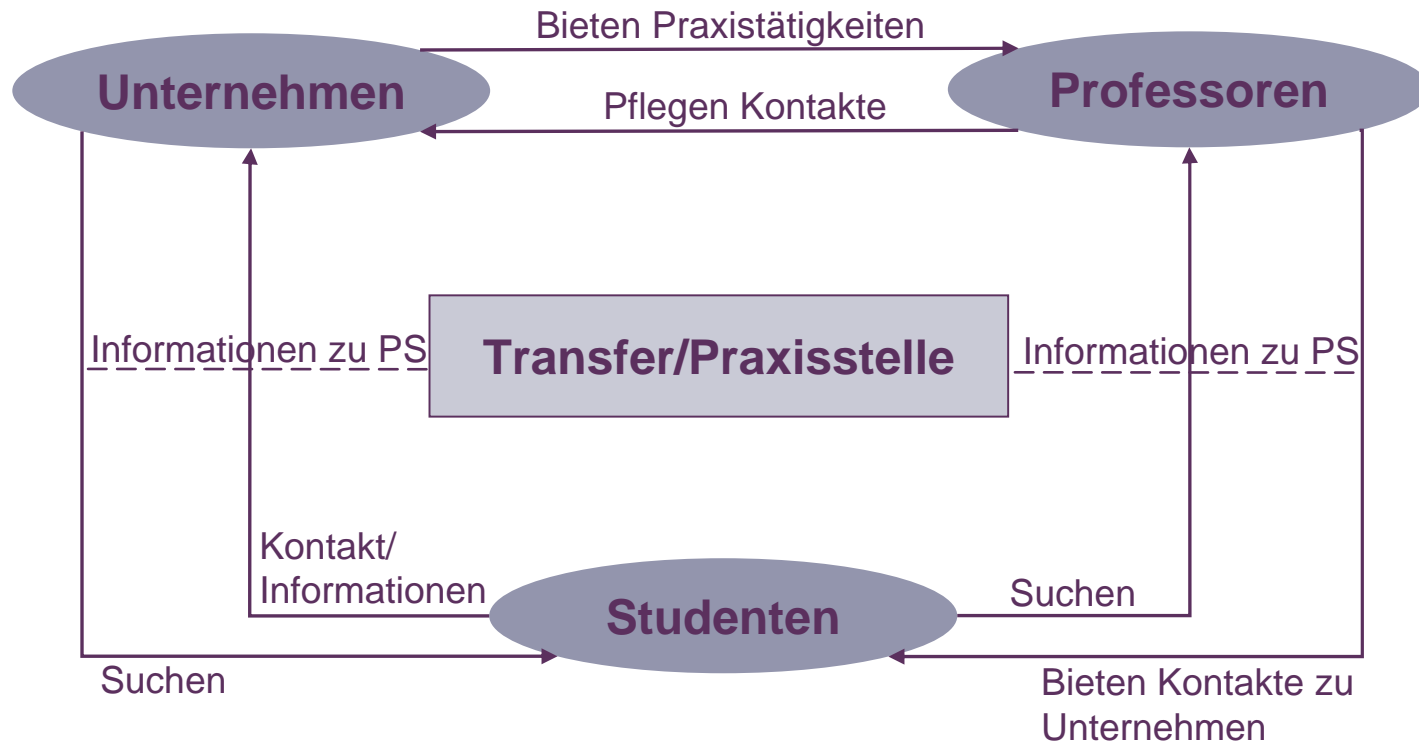 Bieten Praxistätigkeiten
Unternehmen
Professoren
Pflegen Kontakte
Informationen zu PS
Transfer/Praxisstelle
Informationen zu PS
Kontakt/
Informationen
Studenten
Suchen
Suchen
Bieten Kontakte zu
Unternehmen